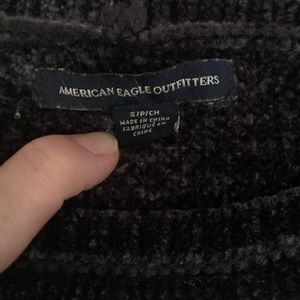 AMERICAN EAGLE OUTFITTERS
S/P/CH
MADE IN CHINA
FABRIQUÉ EN
CHINE